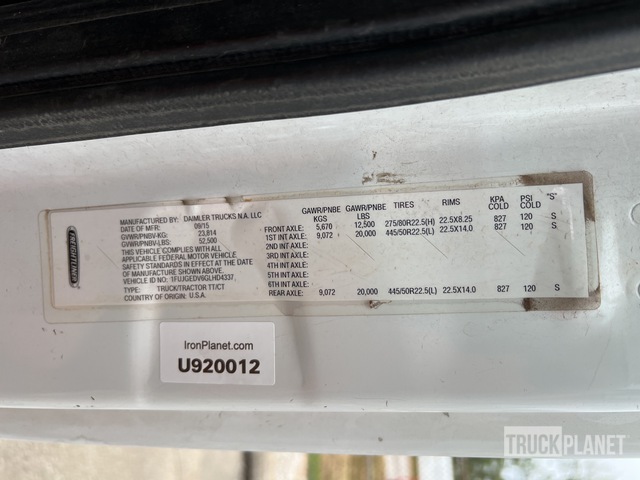 FREIGHTLINER
MANUFACTURED BY: DAIMLER TRUCKS N.A. LLC
DATE OF MFR: 09/15
GVWR/PNBV-KG: 23,814
GVWR/PNBV-LBS: 52,500
THIS VEHICLE COMPLIES WITH ALL
APPLICABLE FEDERAL MOTOR VEHICLE
SAFETY STANDARDS IN EFFECT ON THE DATE
OF MANUFACTURE SHOWN ABOVE.
VEHICLE ID NO.: 1FUJGEDV6GLHD4337
TYPE: TRUCK/TRACTOR TT/CT
COUNTRY OF ORIGIN: U.S.A.
GAWR/PNBE KGS GAWR/PNBE LBS TIRES RIMS KPA COLD PSI COLD "S"
FRONT AXLE: 5,670 12,500 275/80R22.5(H) 22.5X8.25 827 120 S
1ST INT AXLE: 9,072 20,000 445/50R22.5(L) 22.5X14.0 827 120 S
2ND INT AXLE:
3RD INT AXLE:
4TH INT AXLE:
5TH INT AXLE:
6TH INT AXLE:
REAR AXLE: 9,072 20,000 445/50R22.5(L) 22.5X14.0 827 120 S
IronPlanet.com
U920012
TRUCKPLANET